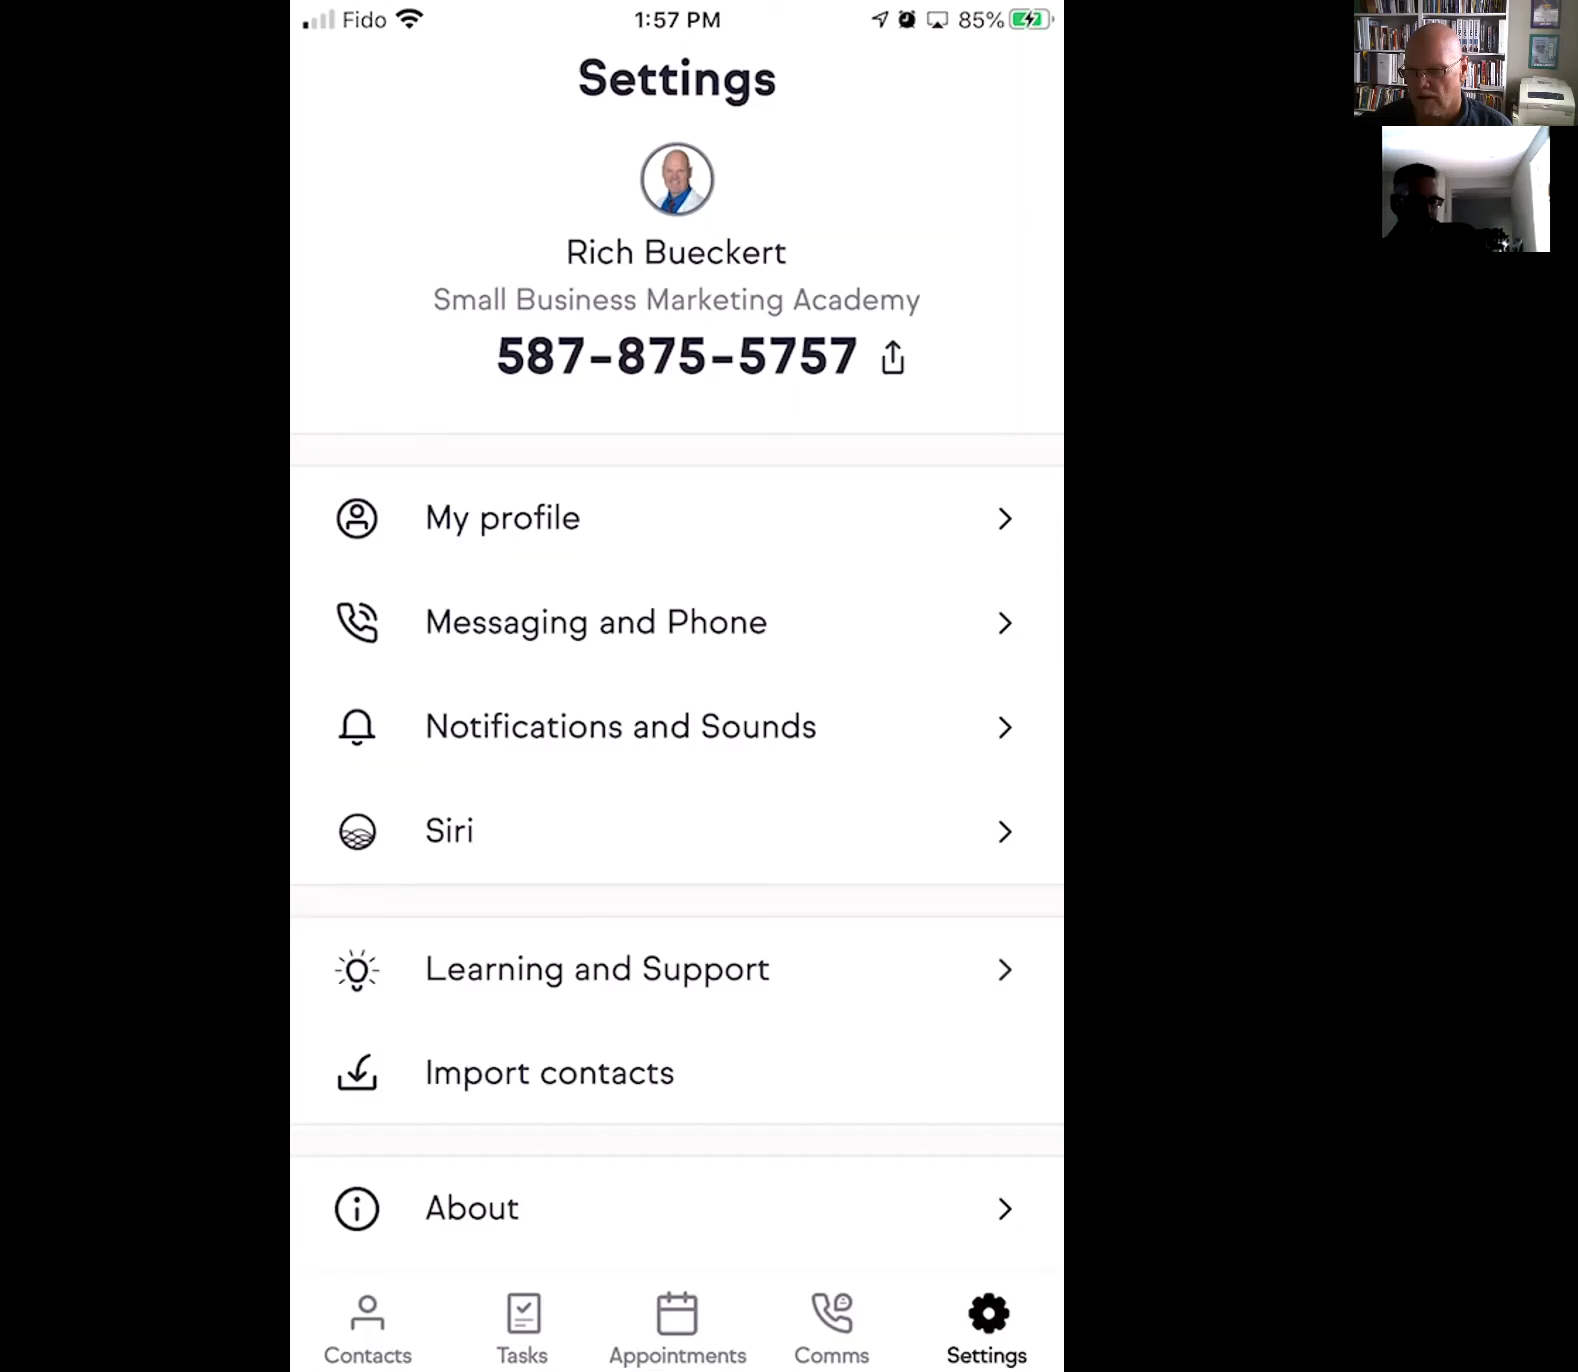 Fido 1:57 PM 85%
Settings
Rich Bueckert
Small Business Marketing Academy
587-875-5757
My profile
Messaging and Phone
Notifications and Sounds
Siri
Learning and Support
Import contacts
About
Contacts Tasks Appointments Comms Settings